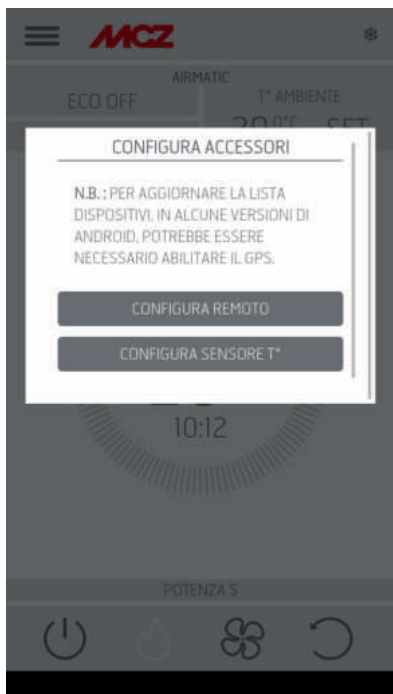 MCZ
AIRMATIC
ECO OFF
T° AMBIENTE
SET
CONFIGURA ACCESSORI
N.B. : PER AGGIORNARE LA LISTA
DISPOSITIVI, IN ALCUNE VERSIONI DI
ANDROID, POTREBBE ESSERE
NECESSARIO ABILITARE IL GPS.
CONFIGURA REMOTO
CONFIGURA SENSORE T°
10:12
POTENZA 5